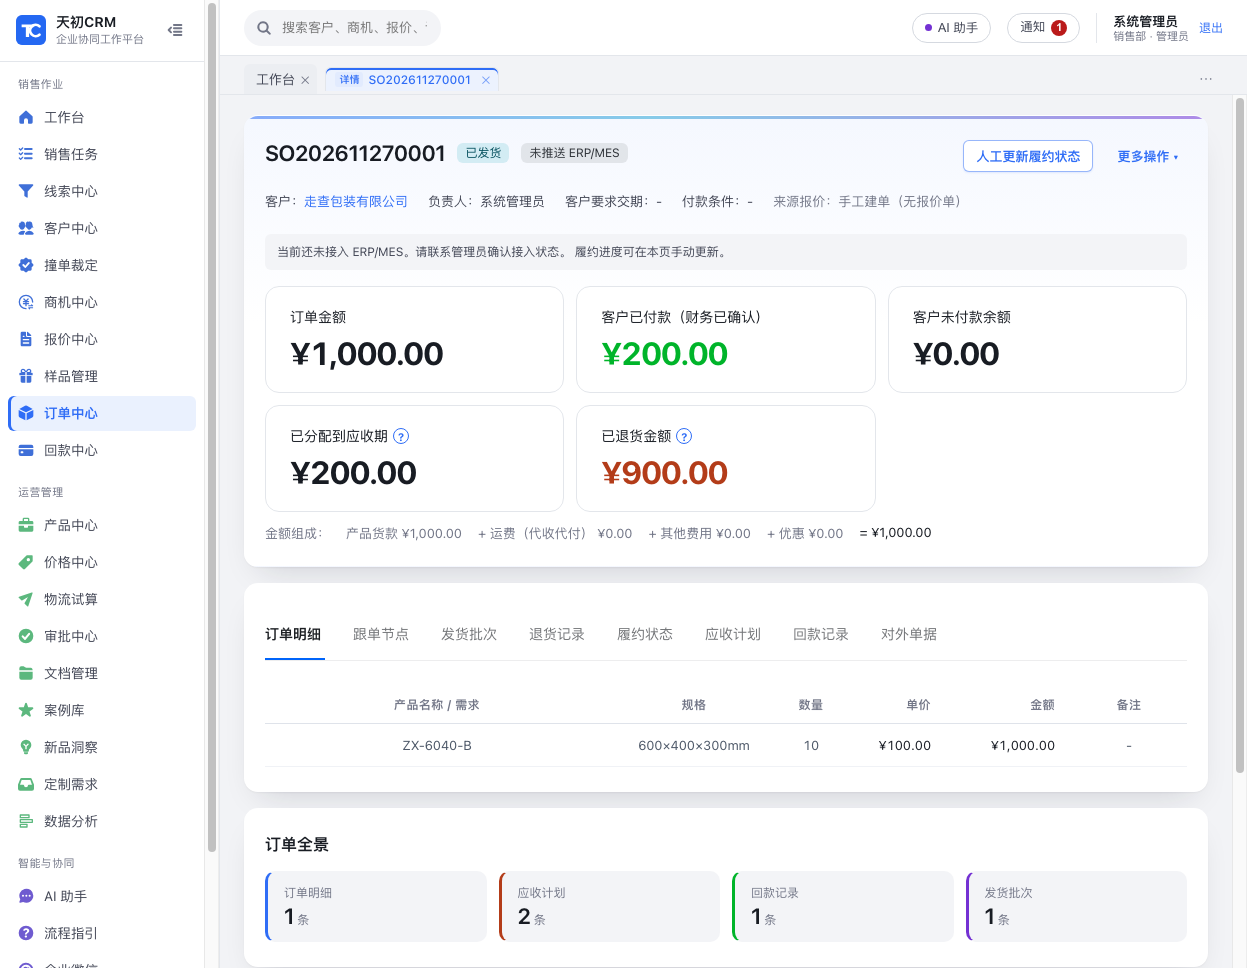 天初CRM
企业协同工作平台
销售作业
工作台
销售任务
线索中心
客户中心
撞单裁定
商机中心
报价中心
样品管理
订单中心
回款中心
运营管理
产品中心
价格中心
物流试算
审批中心
文档管理
案例库
新品洞察
定制需求
数据分析
智能与协同
AI 助手
流程指引
搜索客户、商机、报价、
AI 助手
通知 1
系统管理员
销售部 · 管理员
退出
工作台
详情 SO202611270001
SO202611270001 已发货 未推送 ERP/MES
人工更新履约状态 更多操作
客户： 走查包装有限公司 负责人： 系统管理员 客户要求交期： - 付款条件： - 来源报价： 手工建单（无报价单）
当前还未接入 ERP/MES。请联系管理员确认接入状态。 履约进度可在本页手动更新。
订单金额
¥1,000.00
客户已付款（财务已确认）
¥200.00
客户未付款余额
¥0.00
已分配到应收期 ?
¥200.00
已退货金额 ?
¥900.00
金额组成： 产品货款 ¥1,000.00 + 运费（代收代付） ¥0.00 + 其他费用 ¥0.00 + 优惠 ¥0.00 = ¥1,000.00
订单明细 跟单节点 发货批次 退货记录 履约状态 应收计划 回款记录 对外单据
产品名称 / 需求 规格 数量 单价 金额 备注
ZX-6040-B 600×400×300mm 10 ¥100.00 ¥1,000.00 -
订单全景
订单明细
1 条
应收计划
2 条
回款记录
1 条
发货批次
1 条